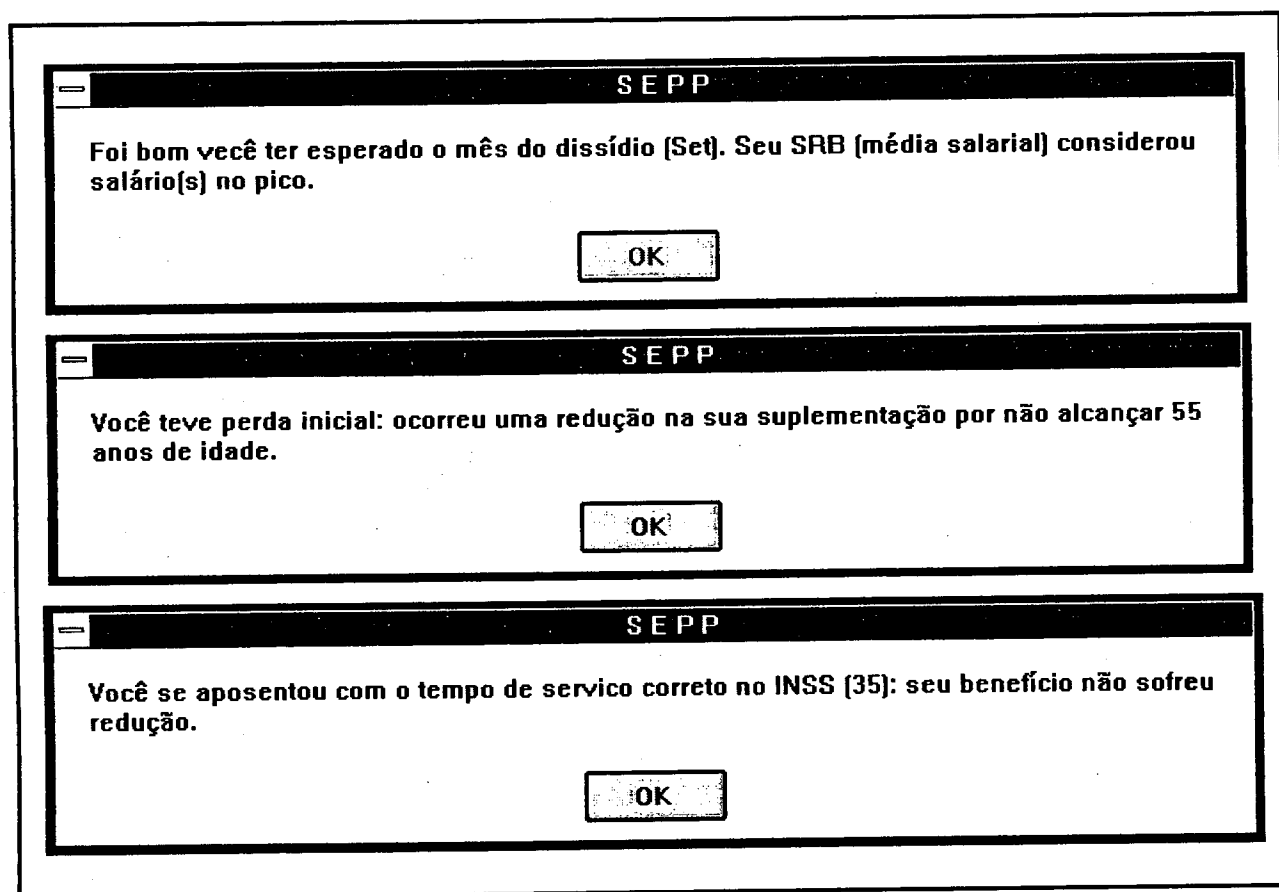 SEPP
Foi bom vecê ter esperado o mês do dissídio (Set). Seu SRB (média salarial) considerou
salário(s) no pico.
OK
SEPP
Você teve perda inicial: ocorreu uma redução na sua suplementação por não alcançar 55
anos de idade.
OK
SEPP
Você se aposentou com o tempo de servico correto no INSS (35): seu benefício não sofreu
redução.
OK